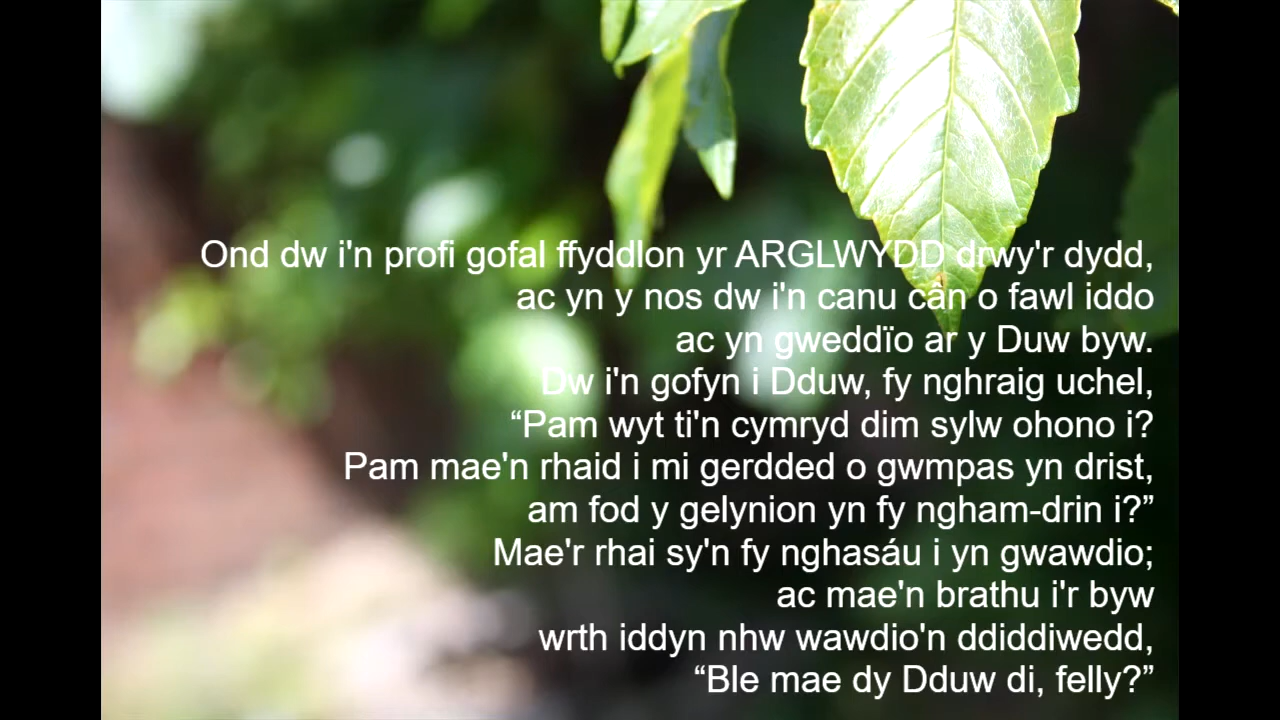 Ond dw i'n profi gofal ffyddlon yr ARGLWYDD drwy'r dydd,
ac yn y nos dw i'n canu cân o fawl iddo
ac yn gweddïo ar y Duw byw.
Dw i'n gofyn i Dduw, fy nghraig uchel,
“Pam wyt ti'n cymryd dim sylw ohono i?
Pam mae'n rhaid i mi gerdded o gwmpas yn drist,
am fod y gelynion yn fy ngham-drin i?”
Mae'r rhai sy'n fy nghasáu i yn gwawdio;
ac mae'n brathu i'r byw
wrth iddyn nhw wawdio'n ddiddiwedd,
“Ble mae dy Dduw di, felly?”